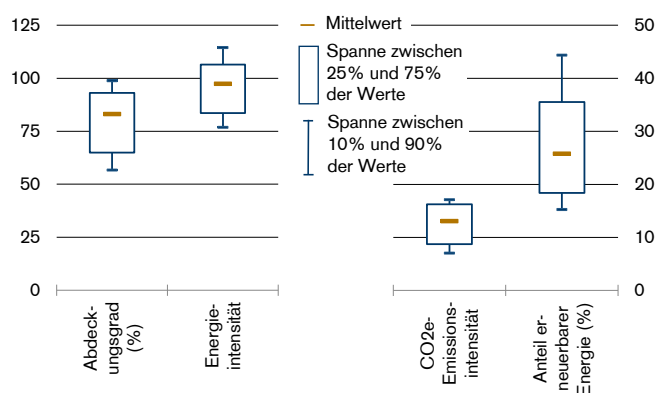 125
100
75
50
25
0
Mittelwert
Spanne zwischen
25% und 75%
der Werte
Spanne zwischen
10% und 90%
der Werte
50
40
30
20
10
0
Abdeck-
ungsgrad
(%)
Energie-
intensität
CO2e-
Emissions-
intensität
Anteil er-
neuerbarer
Energie (%)